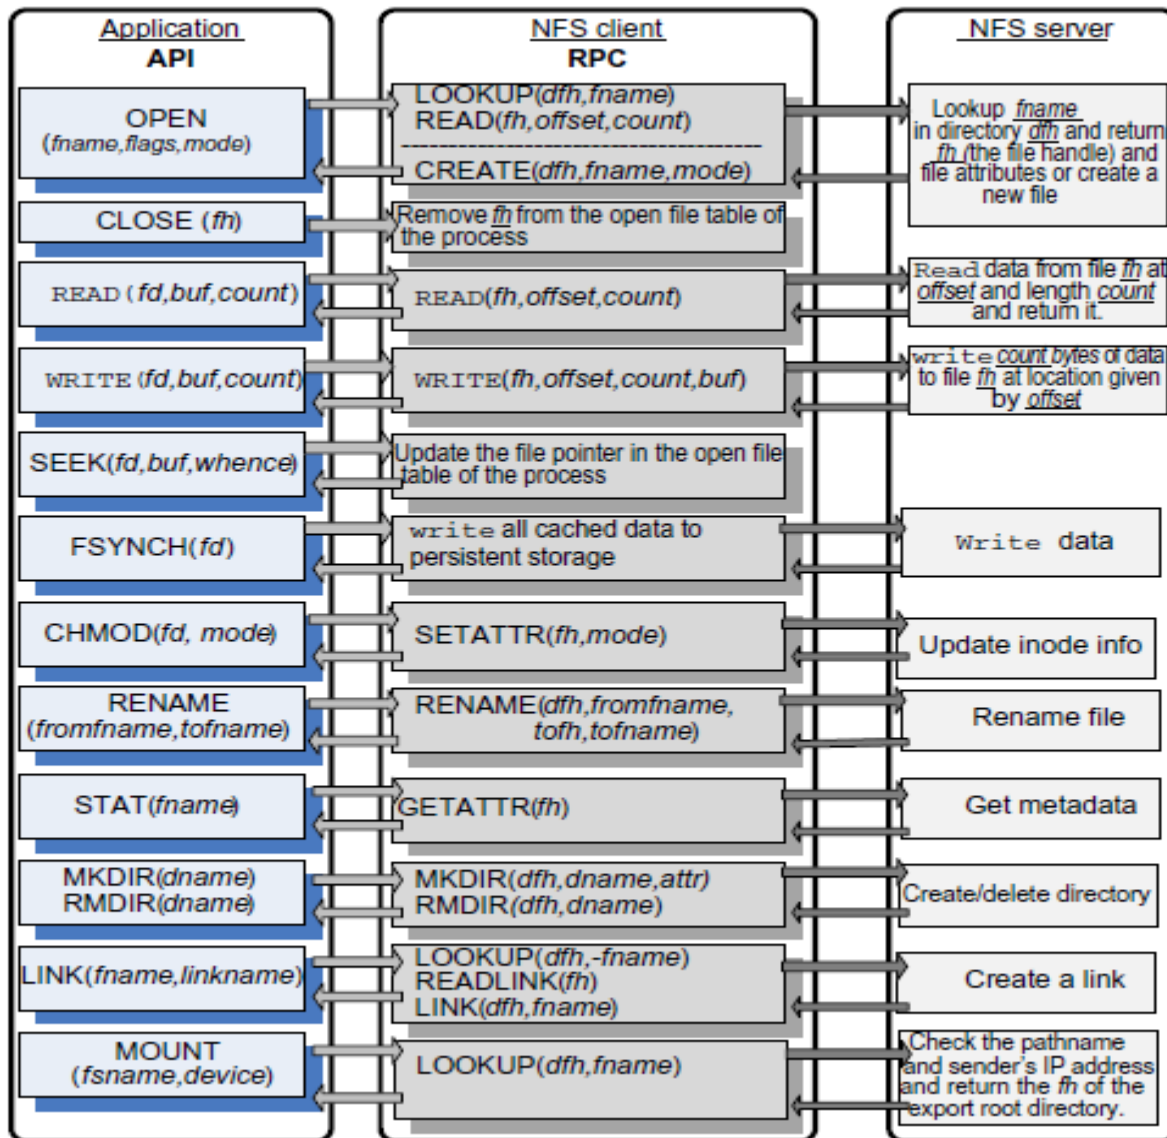 Application
API
NFS client
RPC
NFS server
OPEN
(fname,flags,mode)
LOOKUP(dfh,fname)
READ(fh,offset,count)
----------------------------------------
CREATE(dfh,fname,mode)
Lookup fname
in directory dfh and return
fh (the file handle) and
file attributes or create a
new file
CLOSE (fh)
Remove fh from the open file table of
the process
READ (fd,buf,count)
READ(fh,offset,count)
Read data from file fh at
offset and length count
and return it.
WRITE (fd,buf,count)
WRITE(fh,offset,count,buf)
write count bytes of data
to file fh at location given
by offset
SEEK(fd,buf,whence)
Update the file pointer in the open file
table of the process
FSYNCH(fd)
write all cached data to
persistent storage
Write data
CHMOD(fd, mode)
SETATTR(fh,mode)
Update inode info
RENAME
(fromfname,tofname)
RENAME(dfh,fromfname,
tofh,tofname)
Rename file
STAT(fname)
GETATTR(fh)
Get metadata
MKDIR(dname)
RMDIR(dname)
MKDIR(dfh,dname,attr)
RMDIR(dfh,dname)
Create/delete directory
LINK(fname,linkname)
LOOKUP(dfh,-fname)
READLINK(fh)
LINK(dfh,fname)
Create a link
MOUNT
(fsname,device)
LOOKUP(dfh,fname)
Check the pathname
and sender's IP address
and return the fh of the
export root directory.